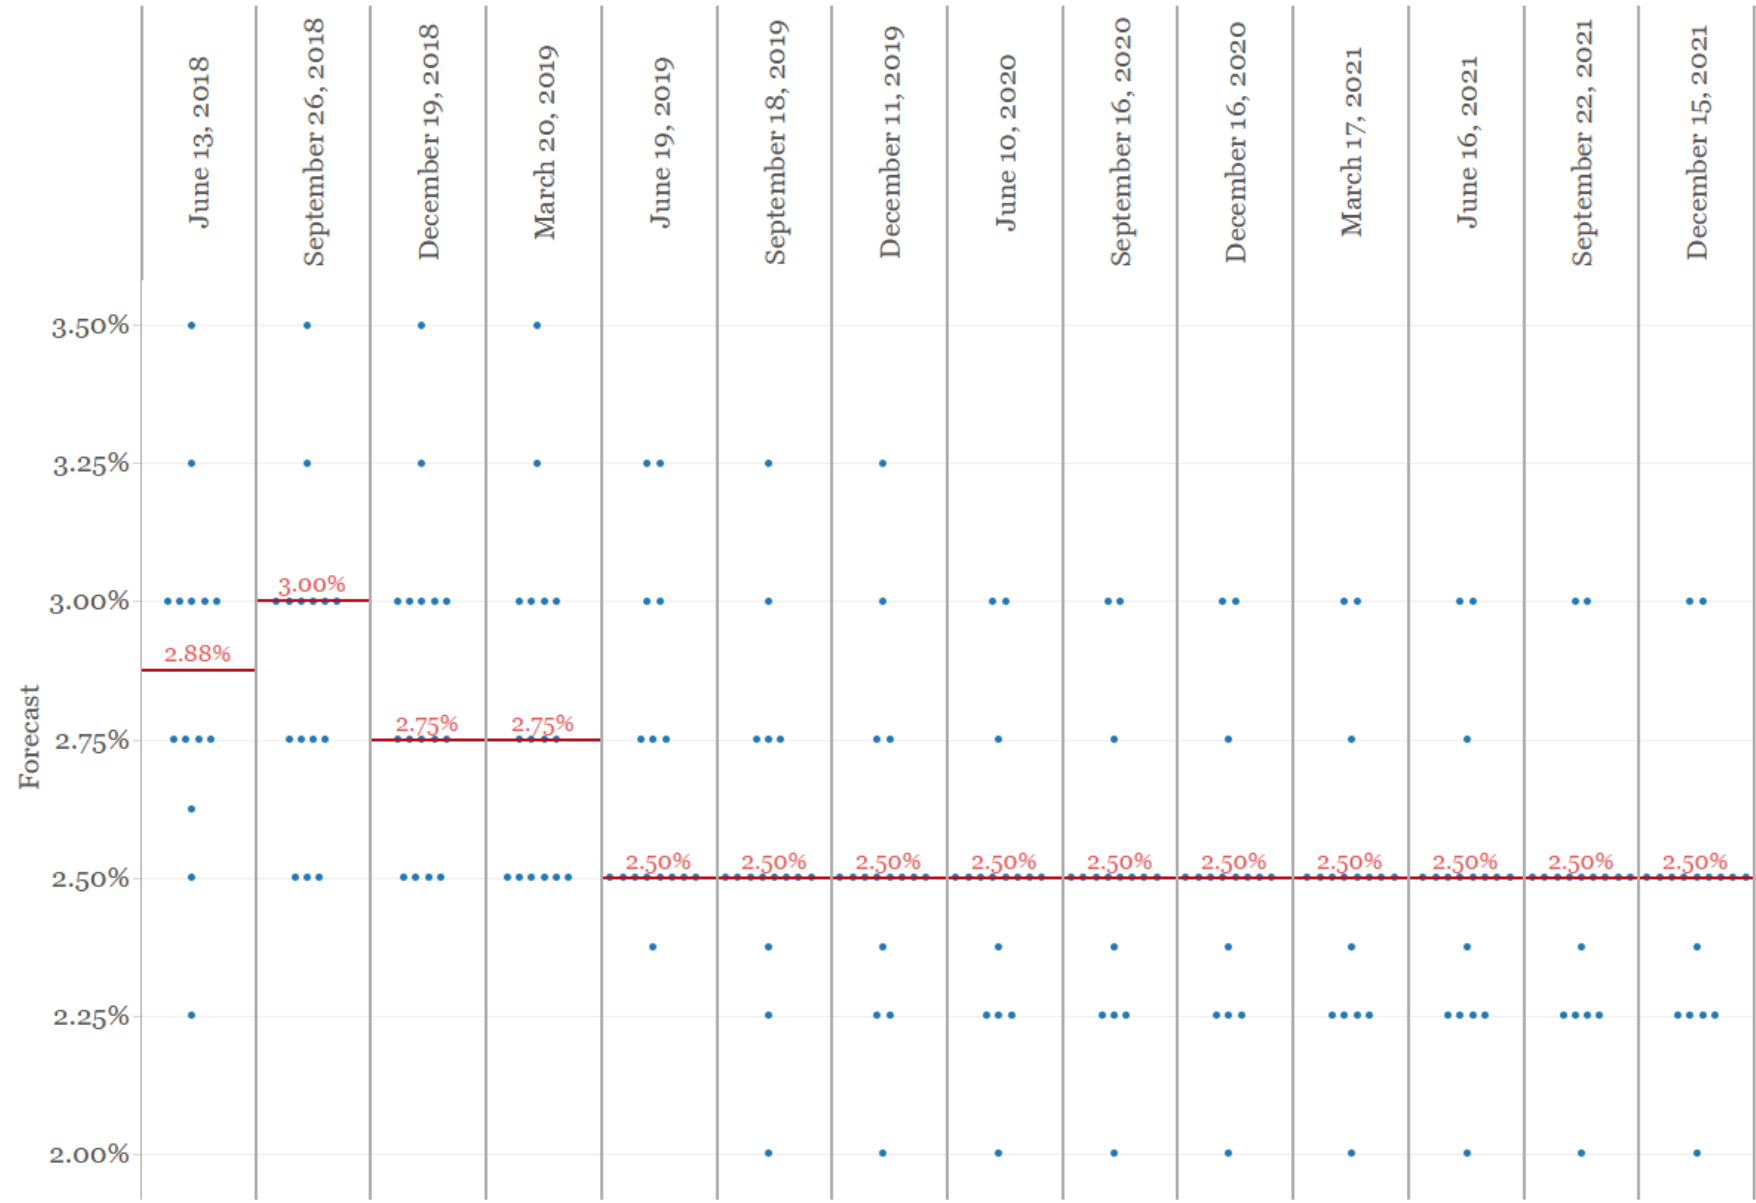 June 13, 2018
September 26, 2018
December 19, 2018
March 20, 2019
June 19, 2019
September 18, 2019
December 11, 2019
June 10, 2020
September 16, 2020
December 16, 2020
March 17, 2021
June 16, 2021
September 22, 2021
December 15, 2021
Forecast
3.50%
3.25%
3.00%
2.75%
2.50%
2.25%
2.00%
2.88%
3.00%
2.75%
2.75%
2.50%
2.50%
2.50%
2.50%
2.50%
2.50%
2.50%
2.50%
2.50%
2.50%